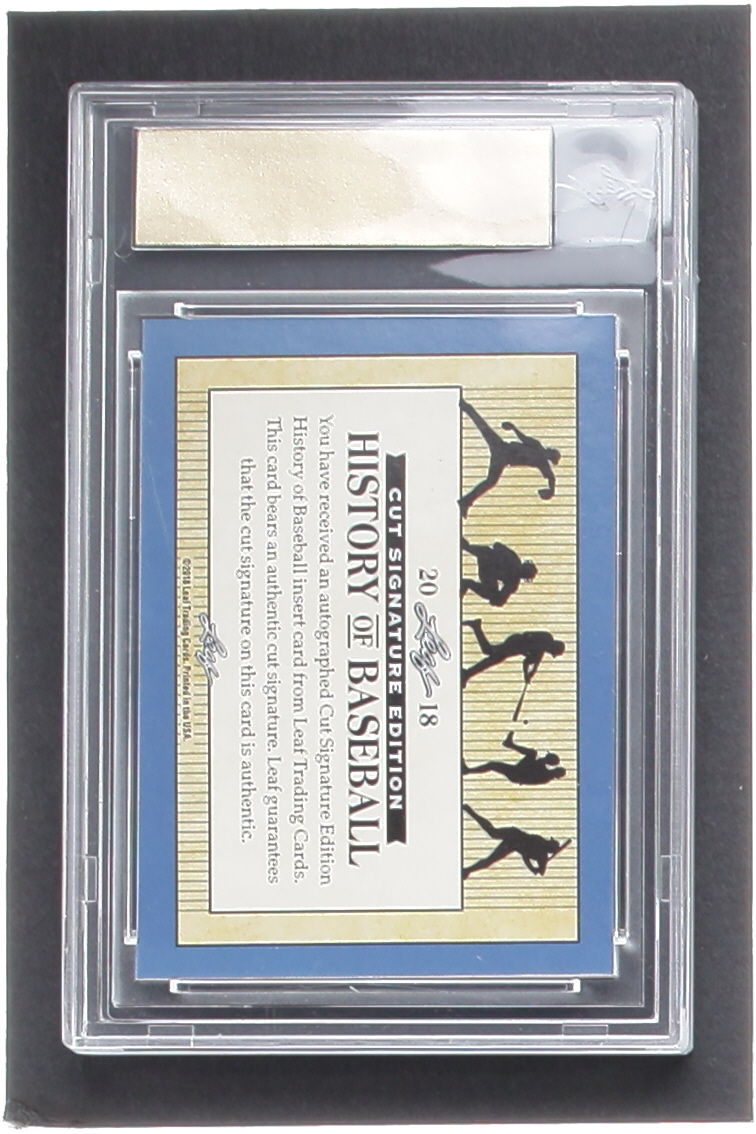 20 Leaf 18
CUT SIGNATURE EDITION
HISTORY OF BASEBALL
You have received an autographed Cut Signature Edition
History of Baseball insert card from Leaf Trading Cards.
This card bears an authentic cut signature. Leaf guarantees
that the cut signature on this card is authentic.
Leaf
©2018 Leaf Trading Cards. Printed in the USA.